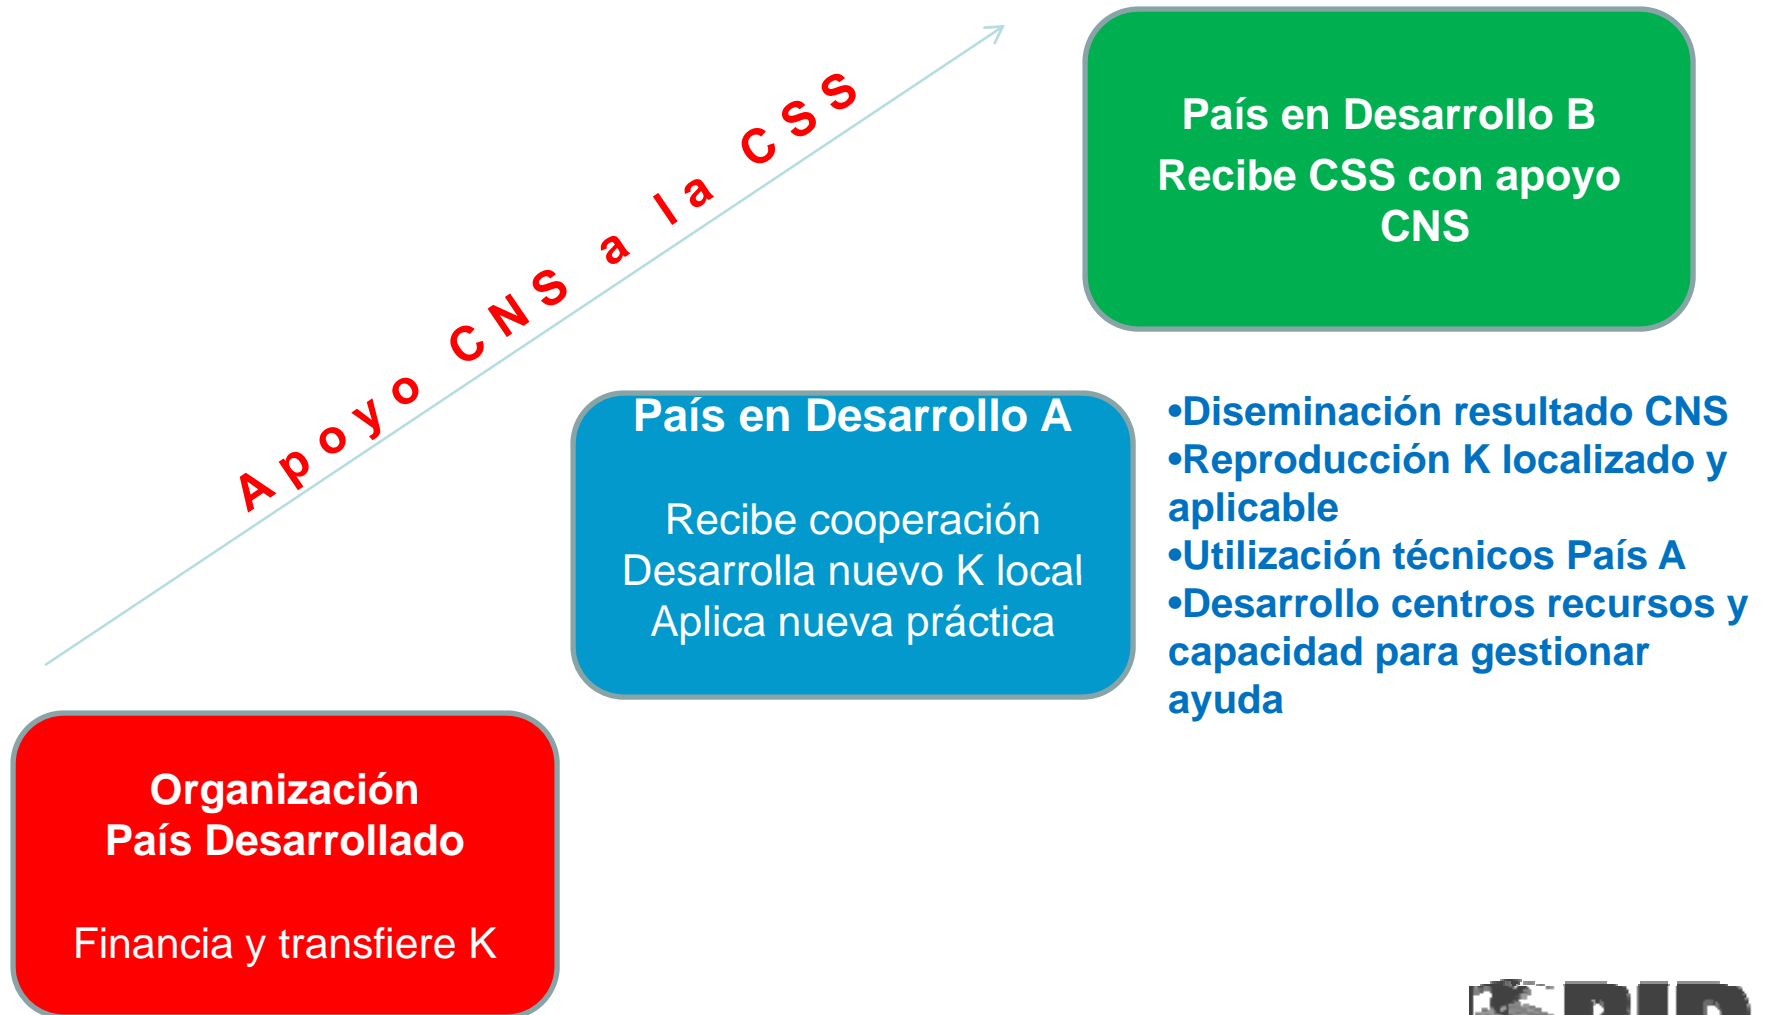 Apoyo CNS a la CSS
País en Desarrollo B
Recibe CSS con apoyo
CNS
País en Desarrollo A
Recibe cooperación
Desarrolla nuevo K local
Aplica nueva práctica
•Diseminación resultado CNS
•Reproducción K localizado y
aplicable
•Utilización técnicos País A
•Desarrollo centros recursos y
capacidad para gestionar
ayuda
Organización
País Desarrollado
Financia y transfiere K